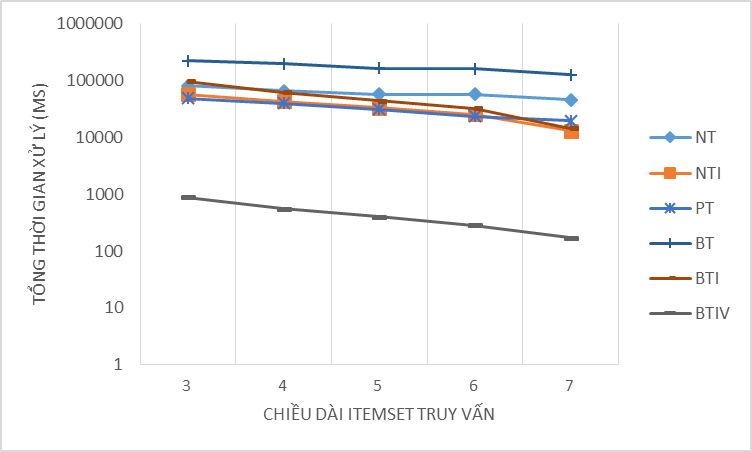 TỔNG THỜI GIAN XỬ LÝ (MS)
1000000
100000
10000
1000
100
10
1
3 4 5 6 7
CHIỀU DÀI ITEMSET TRUY VẤN
NT
NTI
PT
BT
BTI
BTIV